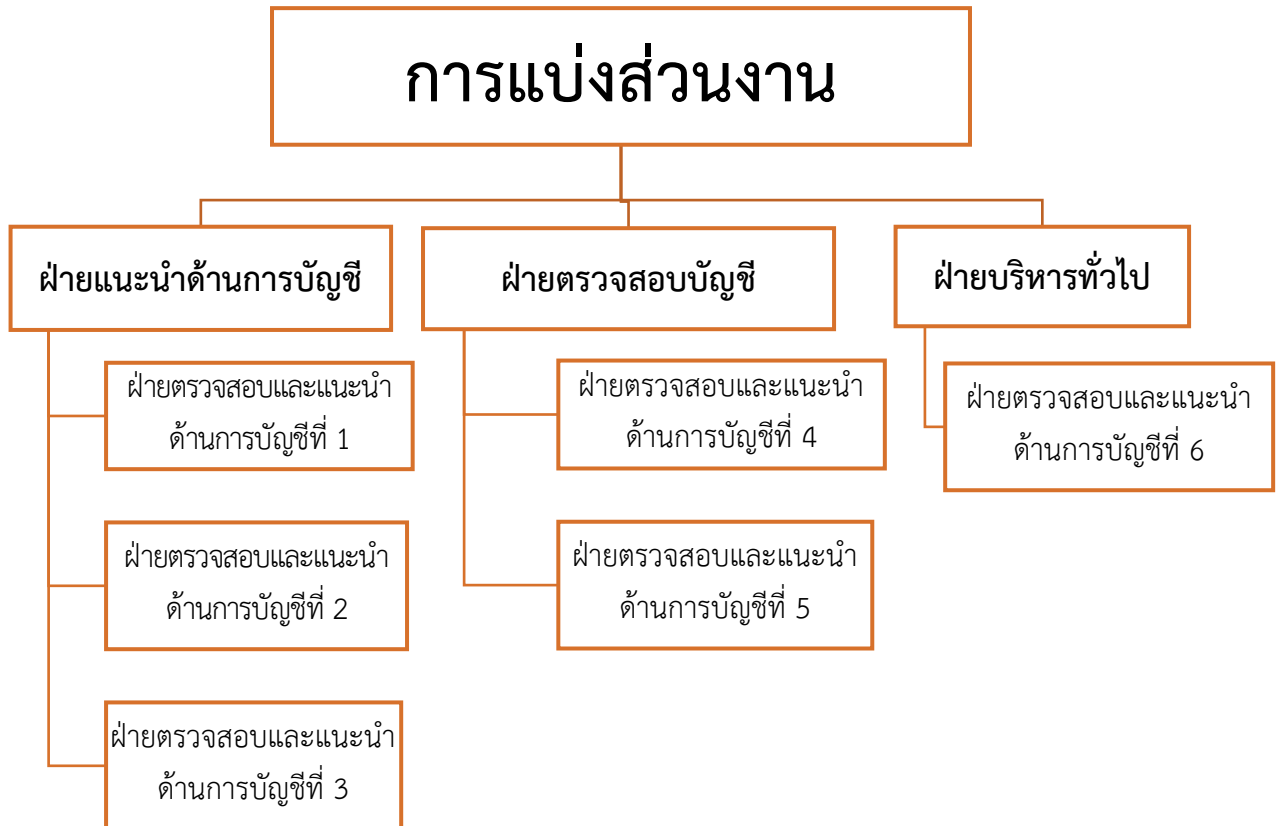 การแบ่งส่วนงาน
ฝ่ายแนะนำด้านการบัญชี
ฝ่ายตรวจสอบและแนะนำ
ด้านการบัญชีที่ 1
ฝ่ายตรวจสอบและแนะนำ
ด้านการบัญชีที่ 2
ฝ่ายตรวจสอบและแนะนำ
ด้านการบัญชีที่ 3
ฝ่ายตรวจสอบบัญชี
ฝ่ายตรวจสอบและแนะนำ
ด้านการบัญชีที่ 4
ฝ่ายตรวจสอบและแนะนำ
ด้านการบัญชีที่ 5
ฝ่ายบริหารทั่วไป
ฝ่ายตรวจสอบและแนะนำ
ด้านการบัญชีที่ 6